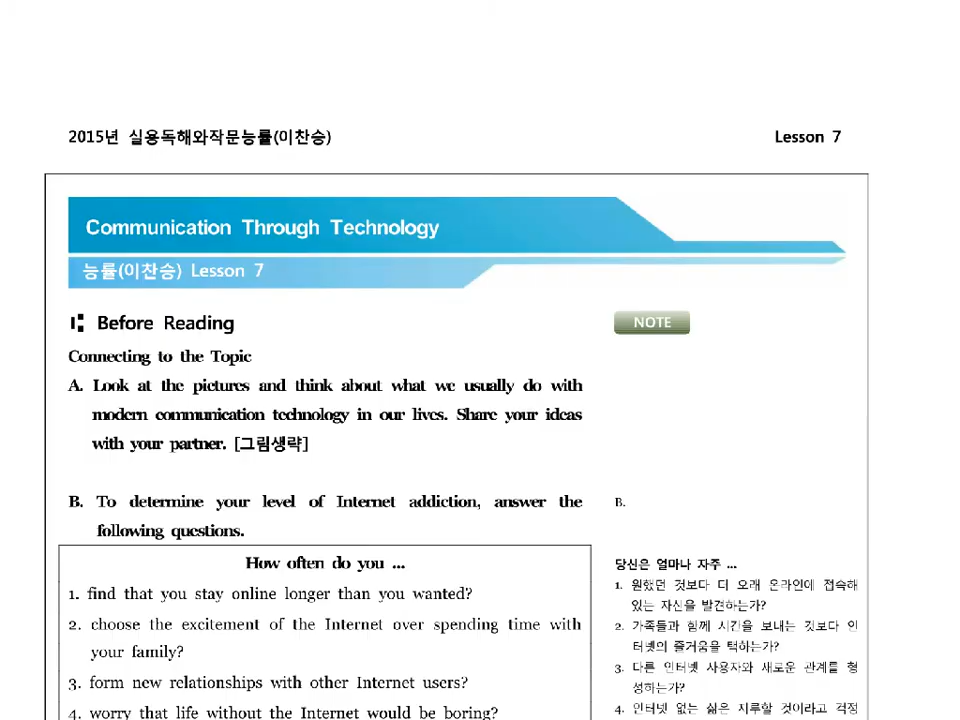 2015년 실용독해와작문능률(이찬승)
Lesson 7
Communication Through Technology
능률(이찬승) Lesson 7
Before Reading
NOTE
Connecting to the Topic
A. Look at the pictures and think about what we usually do with
modern communication technology in our lives. Share your ideas
with your partner. [그림생략]
B. To determine your level of Internet addiction, answer the
following questions.
How often do you ...
1. find that you stay online longer than you wanted?
2. choose the excitement of the Internet over spending time with
your family?
3. form new relationships with other Internet users?
4. worry that life without the Internet would be boring?
B.
당신은 얼마나 자주 ...
1. 원했던 것보다 더 오래 온라인에 접속해
있는 자신을 발견하는가?
2. 가족들과 함께 시간을 보내는 것보다 인
터넷의 즐거움을 택하는가?
3. 다른 인터넷 사용자와 새로운 관계를 형
성하는가?
4. 인터넷 없는 삶은 지루할 것이라고 걱정